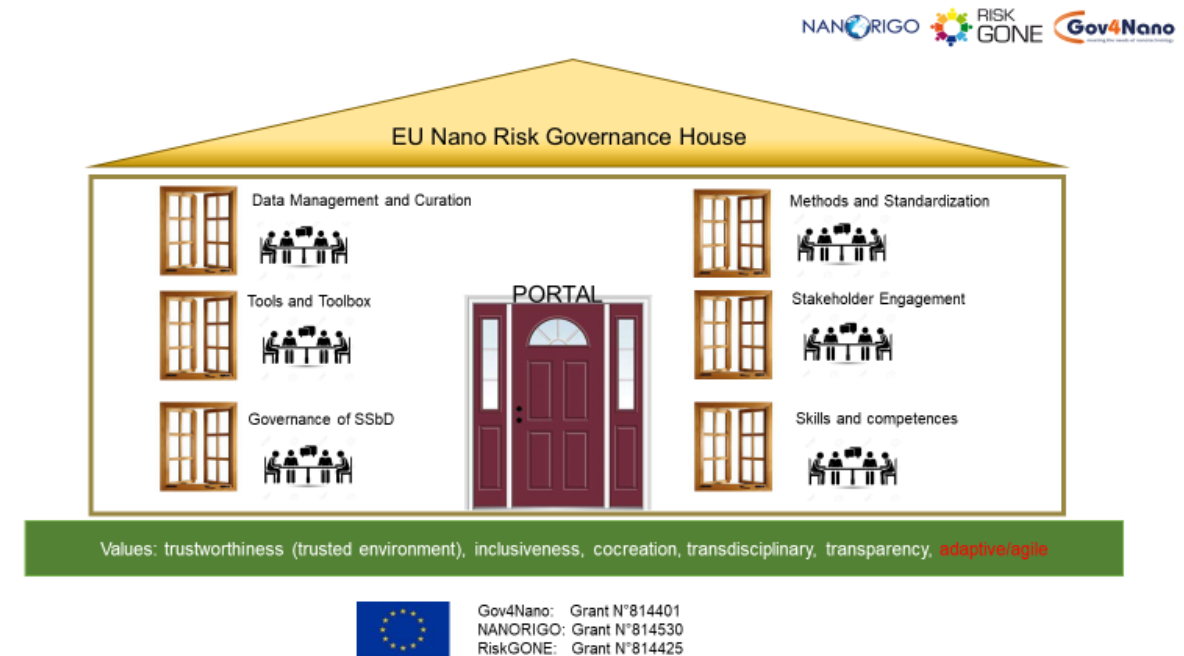 NANORIGO
RISK
GONE
Gov4Nano
EU Nano Risk Governance House
Data Management and Curation
Methods and Standardization
Tools and Toolbox
PORTAL
Stakeholder Engagement
Governance of SSbD
Skills and competences
Values: trustworthiness (trusted environment), inclusiveness, cocreation, transdisciplinary, transparency, adaptive/agile
Gov4Nano: Grant N°814401
NANORIGO: Grant N°814530
RiskGONE: Grant N°814425